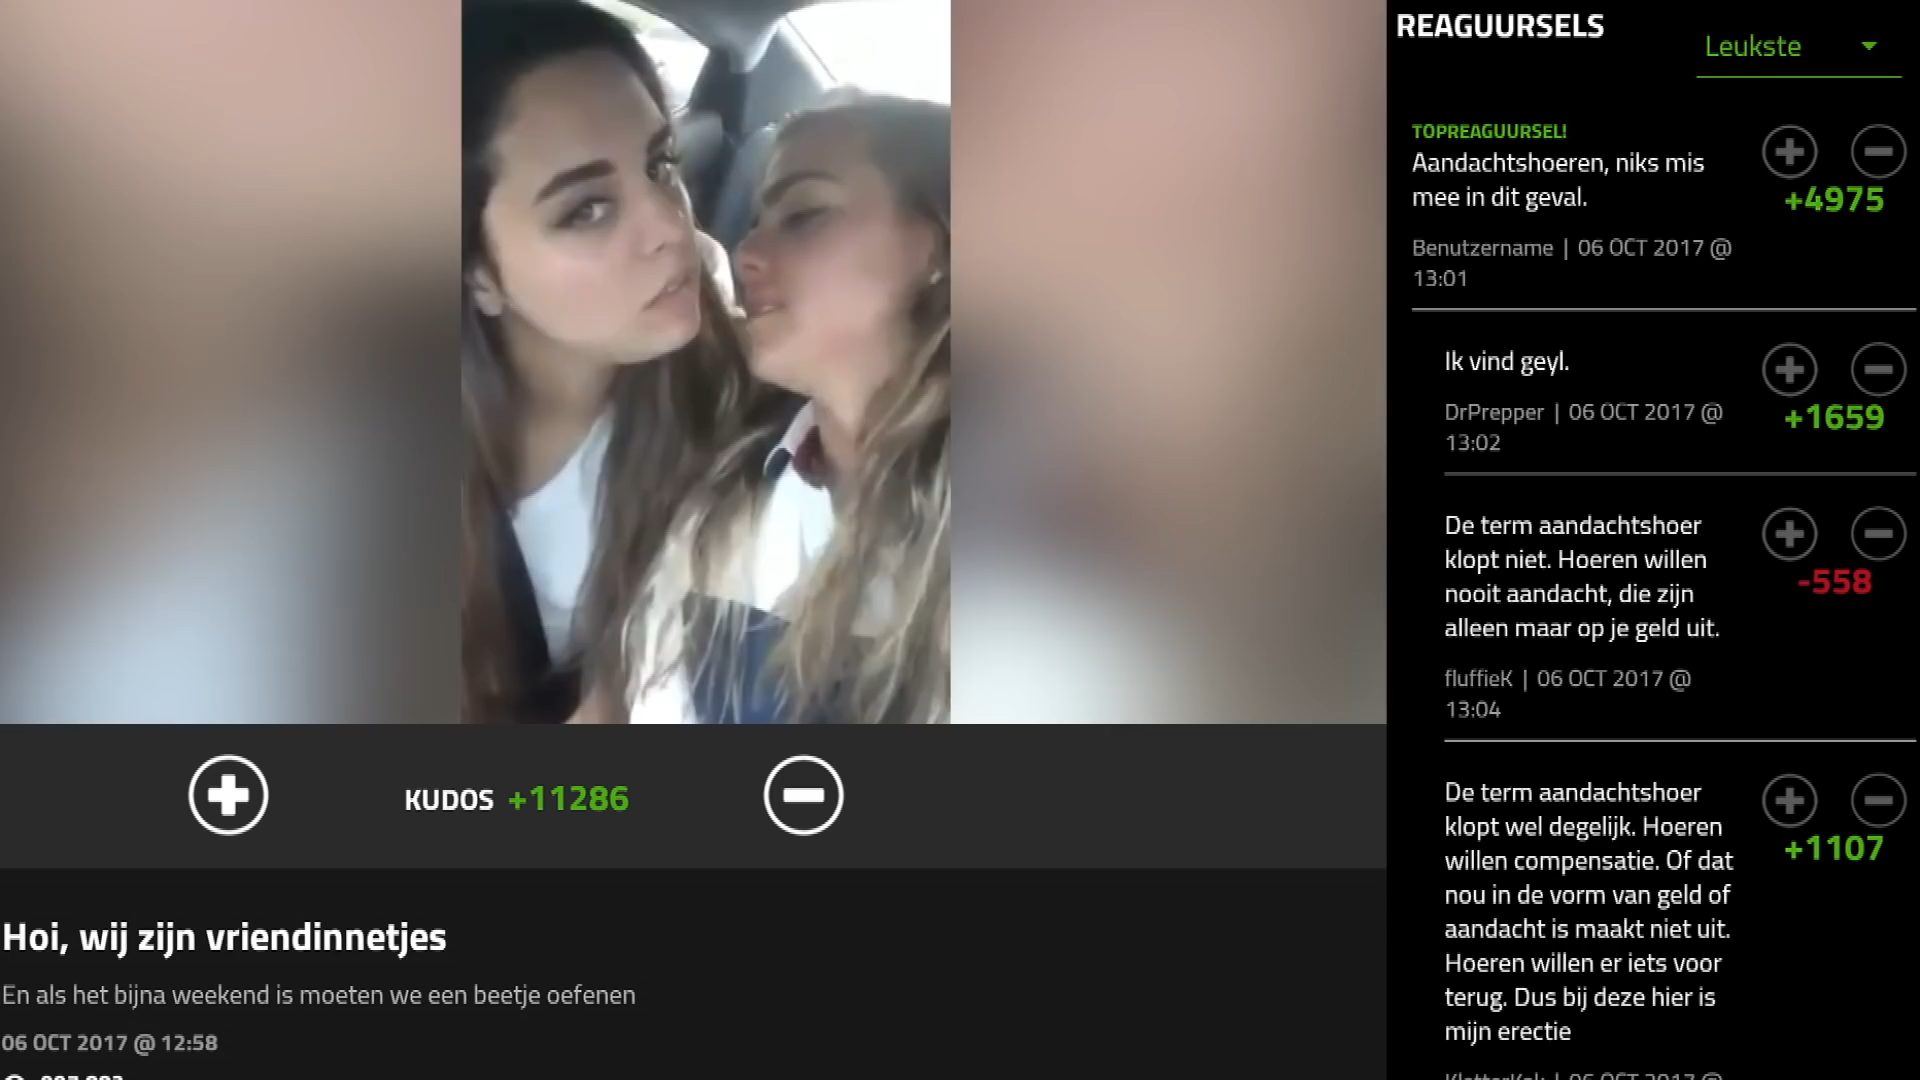 REAGUURSELS
Leukste
TOPREAGUURSEL!
Aandachtshoeren, niks mis
mee in dit geval.
+4975
Benutzername | 06 OCT 2017 @
13:01
Ik vind geyl.
+1659
DrPrepper | 06 OCT 2017 @
13:02
De term aandachtshoer
klopt niet. Hoeren willen
nooit aandacht, die zijn
alleen maar op je geld uit.
-558
fluffieK | 06 OCT 2017 @
13:04
De term aandachtshoer
klopt wel degelijk. Hoeren
willen compensatie. Of dat
nou in de vorm van geld of
aandacht is maakt niet uit.
Hoeren willen er iets voor
terug. Dus bij deze hier is
mijn erectie
+1107
06 OCT 2017 @
KUDOS +11286
Hoi, wij zijn vriendinnetjes
En als het bijna weekend is moeten we een beetje oefenen
06 OCT 2017 @ 12:58